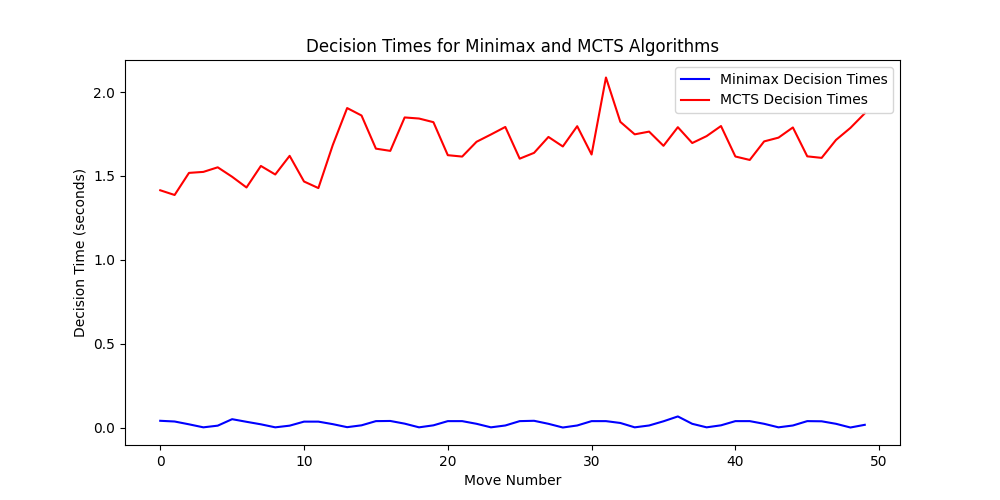 Decision Times for Minimax and MCTS Algorithms
Minimax Decision Times
MCTS Decision Times
Decision Time (seconds)
2.0
1.5
1.0
0.5
0.0
0 10 20 30 40 50
Move Number